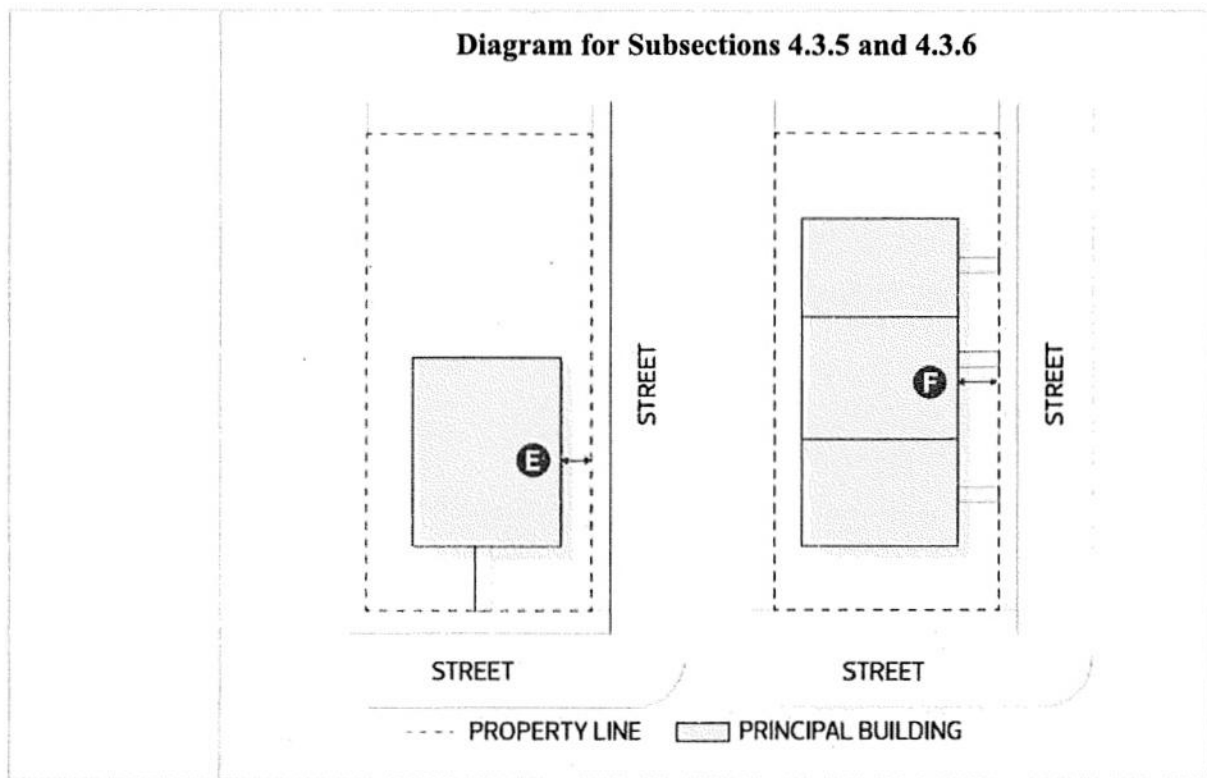 Diagram for Subsections 4.3.5 and 4.3.6
E
STREET
F
STREET
STREET
STREET
PROPERTY LINE
PRINCIPAL BUILDING